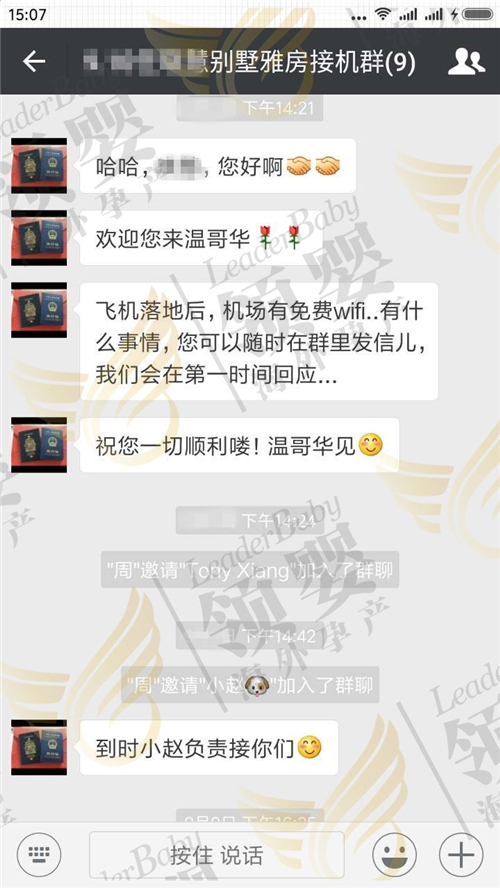 15:07
慧别墅雅房接机群(9)
下午14:21
哈哈，
，您好啊
欢迎您来温哥华
飞机落地后，机场有免费wifi..有什
么事情，您可以随时在群里发信儿，
我们会在第一时间回应...
祝您一切顺利喽！温哥华见
下午14:24
"周"邀请"Tony Xiang"加入了群聊
下午14:42
"周"邀请"小赵🐶"加入了群聊
到时小赵负责接你们
按住 说话
LeaderBaby
领婴
海外孕产